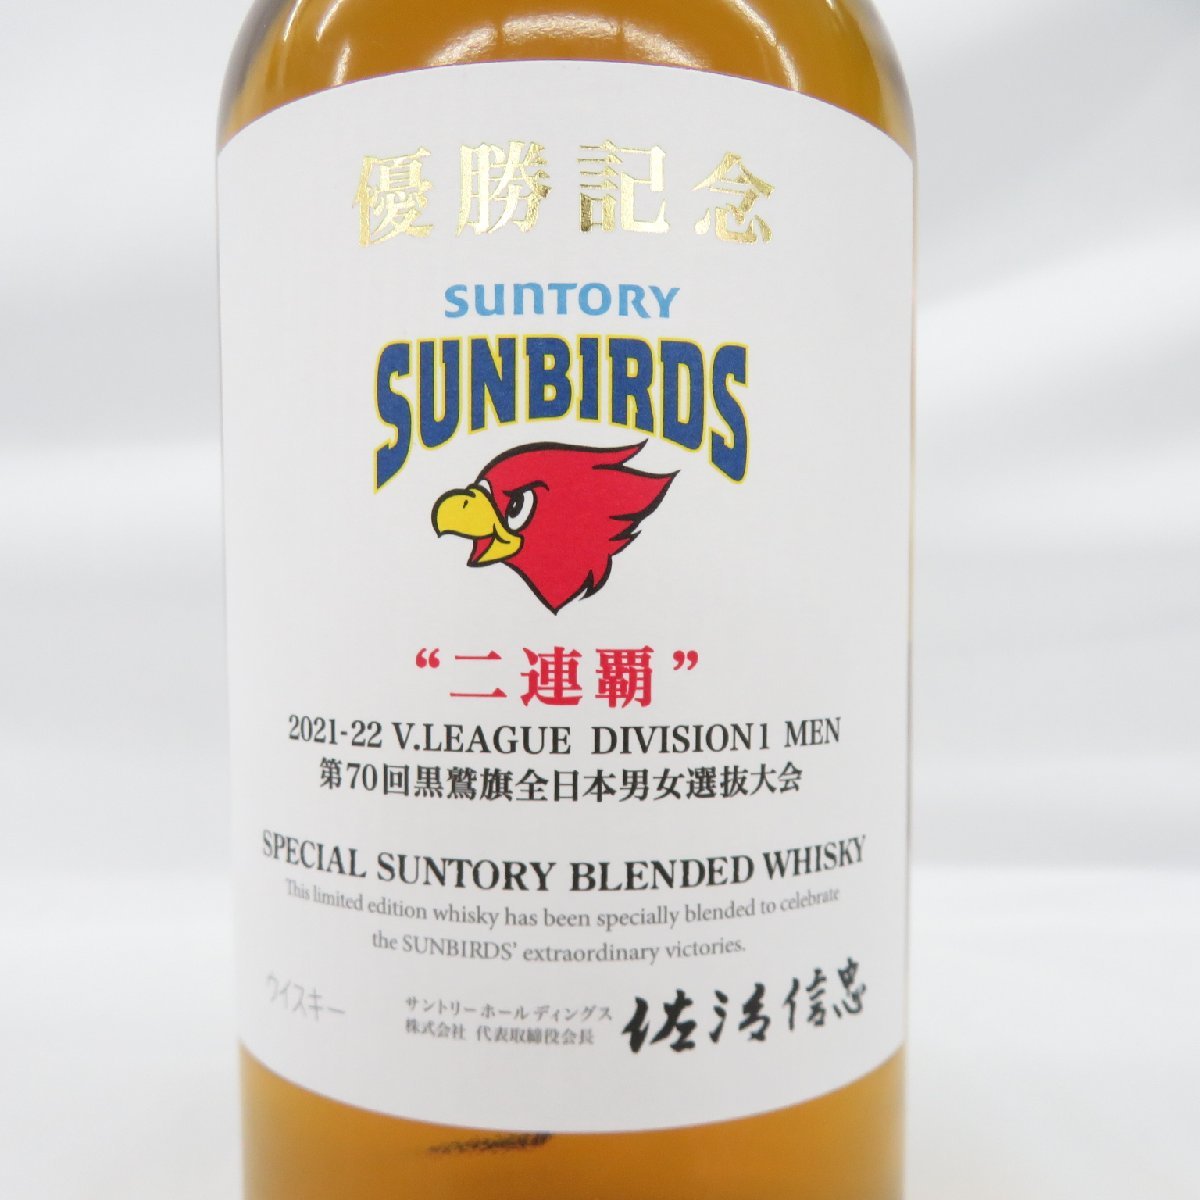 優勝記念
SUNTORY
SUNBIRDS
“二連覇”
2021-22 V.LEAGUE DIVISION1 MEN
第70回黒鷲旗全日本男女選抜大会
SPECIAL SUNTORY BLENDED WHISKY
This limited edition whisky has been specially blended to celebrate
the SUNBIRDS’ extraordinary victories.
ウイスキー
サントリーホールディングス
株式会社 代表取締役会長
佐治信忠